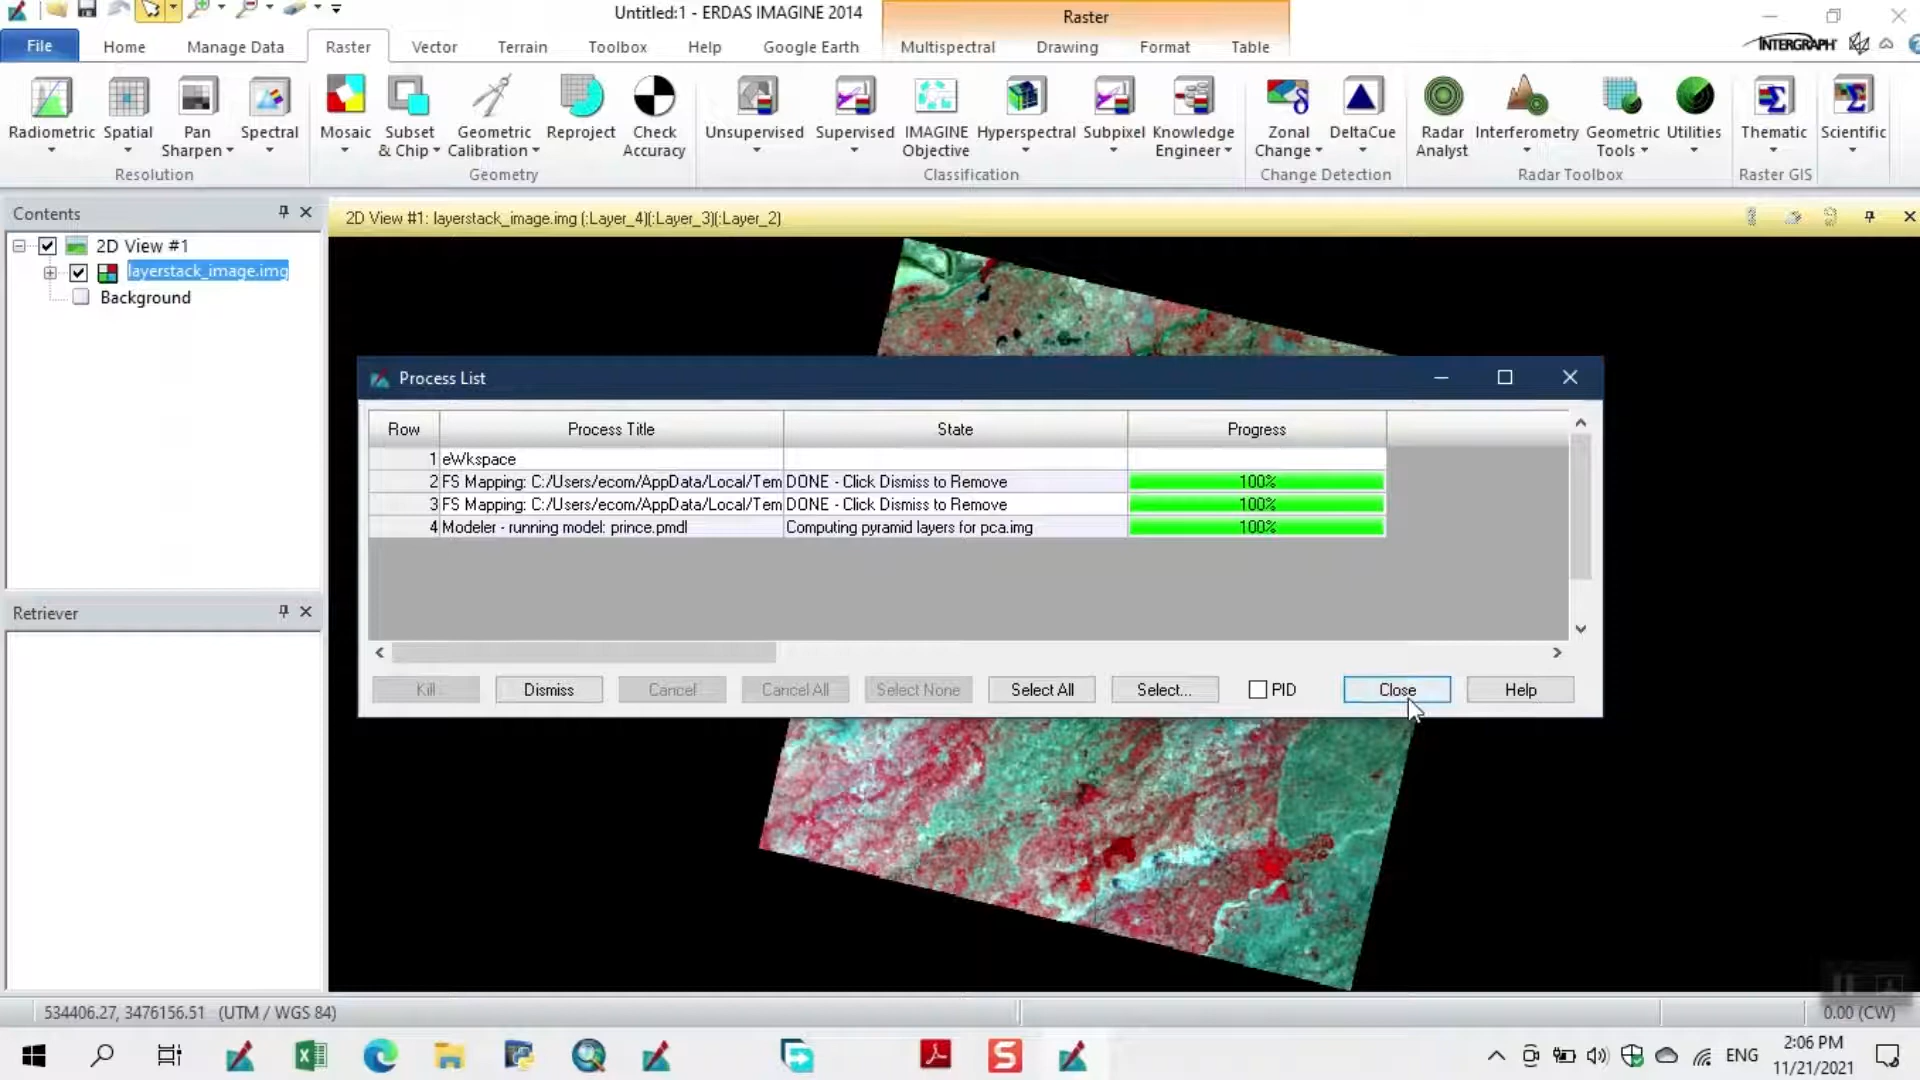 Untitled:1 - ERDAS IMAGINE 2014
Raster
File
Home
Manage Data
Raster
Vector
Terrain
Toolbox
Help
Google Earth
Multispectral
Drawing
Format
Table
INTERGRAPH
Radiometric
Spatial
Pan
Sharpen
Spectral
Resolution
Mosaic
Subset
& Chip
Geometric
Calibration
Reproject
Check
Accuracy
Geometry
Unsupervised
Supervised
IMAGINE
Objective
Hyperspectral
Subpixel
Knowledge
Engineer
Classification
Zonal
Change
DeltaCue
Change Detection
Radar
Analyst
Interferometry
Geometric
Tools
Utilities
Radar Toolbox
Thematic
Raster GIS
Scientific
Contents
2D View #1
layerstack_image.img
Background
2D View #1: layerstack_image.img (:Layer_4)(:Layer_3)(:Layer_2)
Process List
Row Process Title State Progress
1 eWkspace
2 FS Mapping: C:/Users/ecom/AppData/Local/Tem DONE - Click Dismiss to Remove 100%
3 FS Mapping: C:/Users/ecom/AppData/Local/Tem DONE - Click Dismiss to Remove 100%
4 Modeler - running model: prince.pmdl Computing pyramid layers for pca.img 100%
Kill Dismiss Cancel Cancel All Select None Select All Select... PID Close Help
Retriever
534406.27, 3476156.51 (UTM / WGS 84)
0.00 (CW)
ENG
2:06 PM
11/21/2021